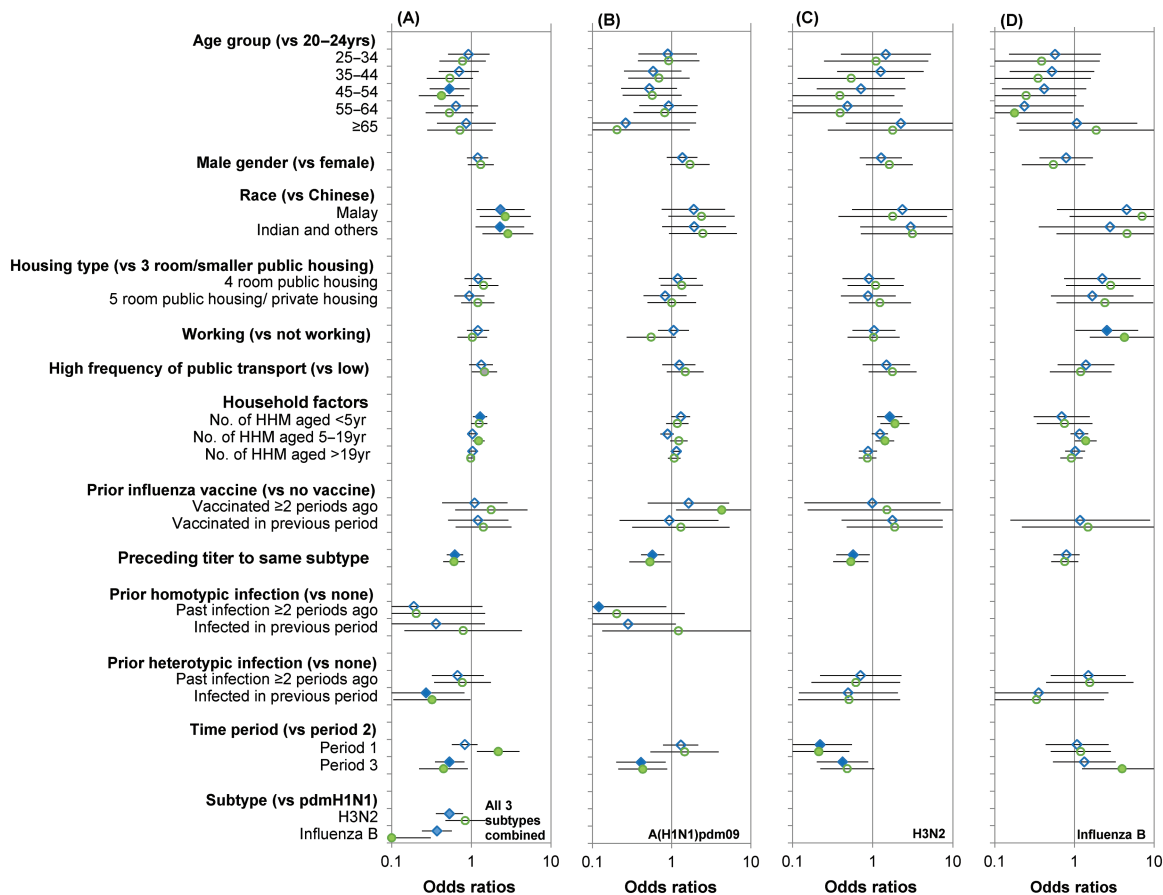 (A) (B) (C) (D)
Age group (vs 20–24yrs)
25–34
35–44
45–54
55–64
≥65
Male gender (vs female)
Race (vs Chinese)
Malay
Indian and others
Housing type (vs 3 room/smaller public housing)
4 room public housing
5 room public housing/ private housing
Working (vs not working)
High frequency of public transport (vs low)
Household factors
No. of HHM aged <5yr
No. of HHM aged 5–19yr
No. of HHM aged >19yr
Prior influenza vaccine (vs no vaccine)
Vaccinated ≥2 periods ago
Vaccinated in previous period
Preceding titer to same subtype
Prior homotypic infection (vs none)
Past infection ≥2 periods ago
Infected in previous period
Prior heterotypic infection (vs none)
Past infection ≥2 periods ago
Infected in previous period
Time period (vs period 2)
Period 1
Period 3
Subtype (vs pdmH1N1)
H3N2
Influenza B
All 3
subtypes
combined
A(H1N1)pdm09
H3N2
Influenza B
0.1 1 10 0.1 1 10 0.1 1 10 0.1 1 10
Odds ratios Odds ratios Odds ratios Odds ratios